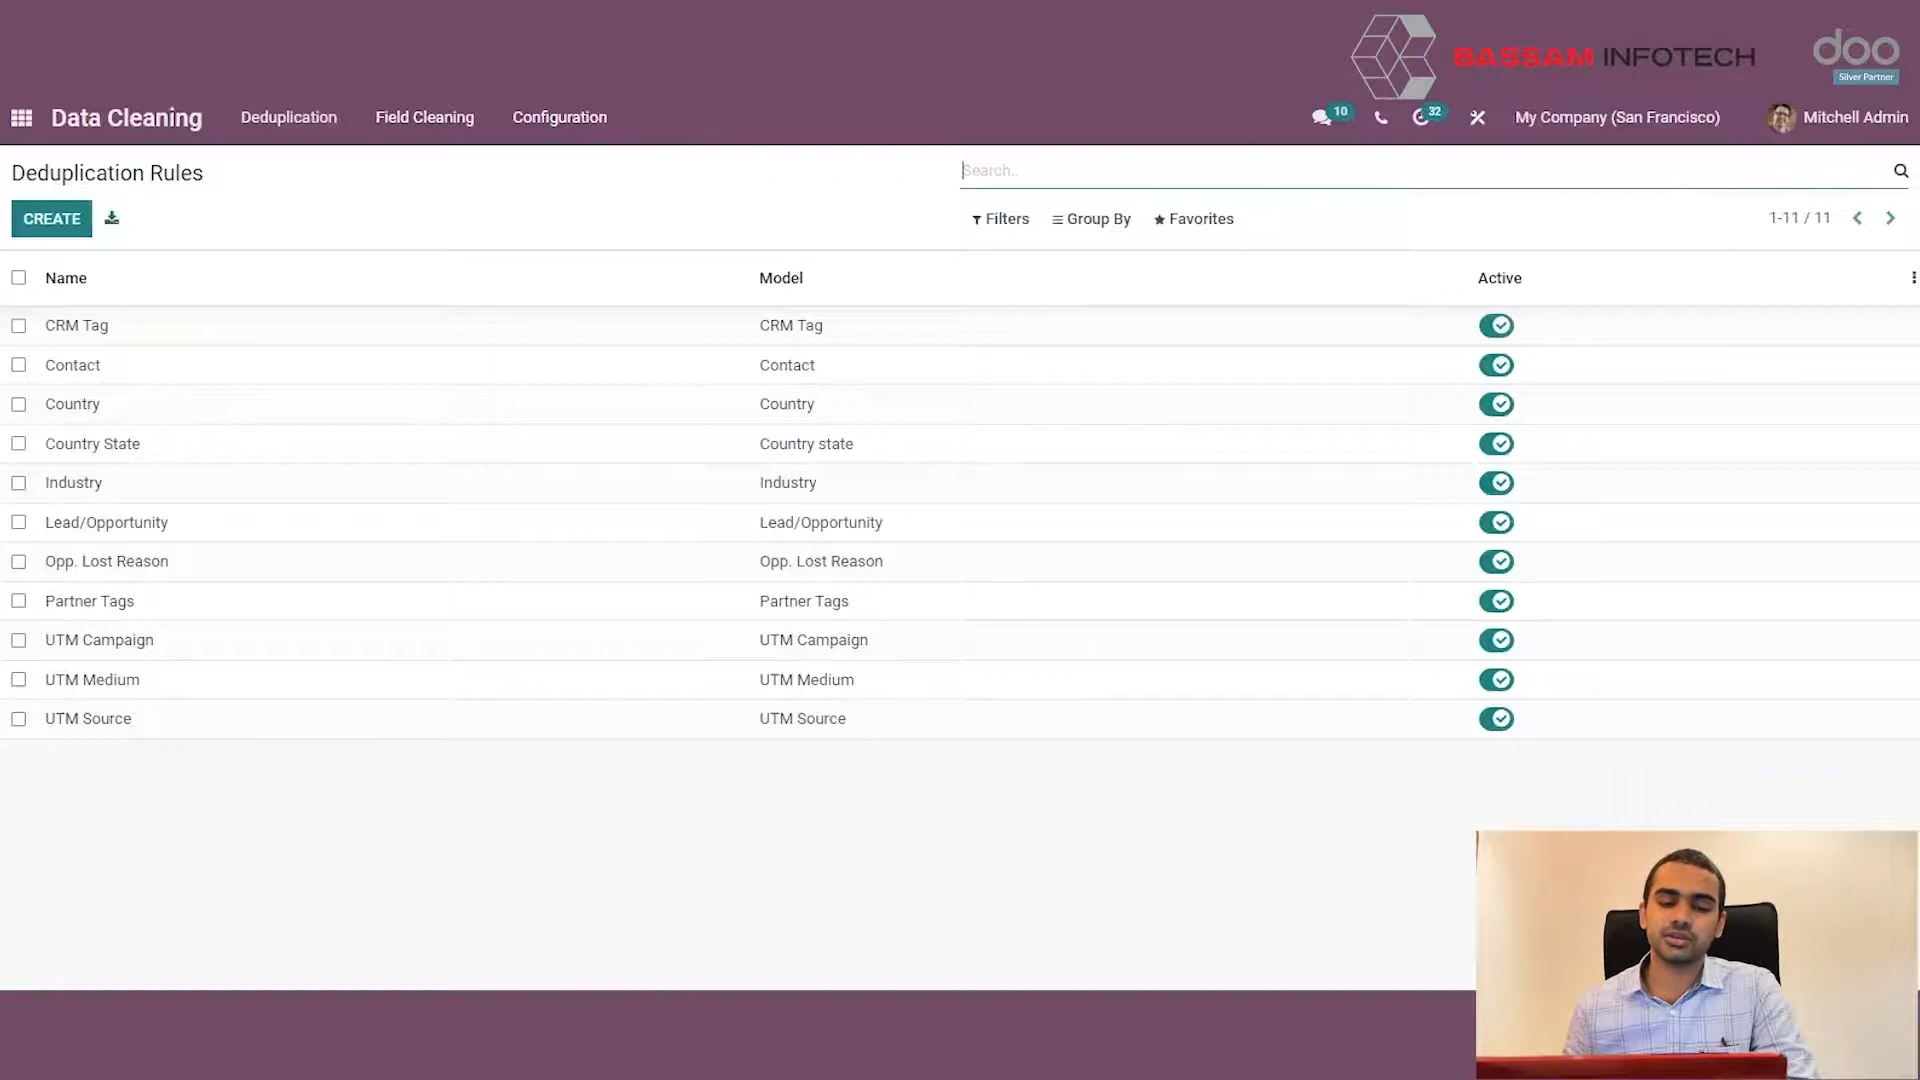 BASSAM INFOTECH
doo
Silver Partner
Data Cleaning Deduplication Field Cleaning Configuration 10 32 My Company (San Francisco) Mitchell Admin
Deduplication Rules Search...
CREATE Filters Group By Favorites 1-11 / 11
Name Model Active
CRM Tag CRM Tag
Contact Contact
Country Country
Country State Country state
Industry Industry
Lead/Opportunity Lead/Opportunity
Opp. Lost Reason Opp. Lost Reason
Partner Tags Partner Tags
UTM Campaign UTM Campaign
UTM Medium UTM Medium
UTM Source UTM Source